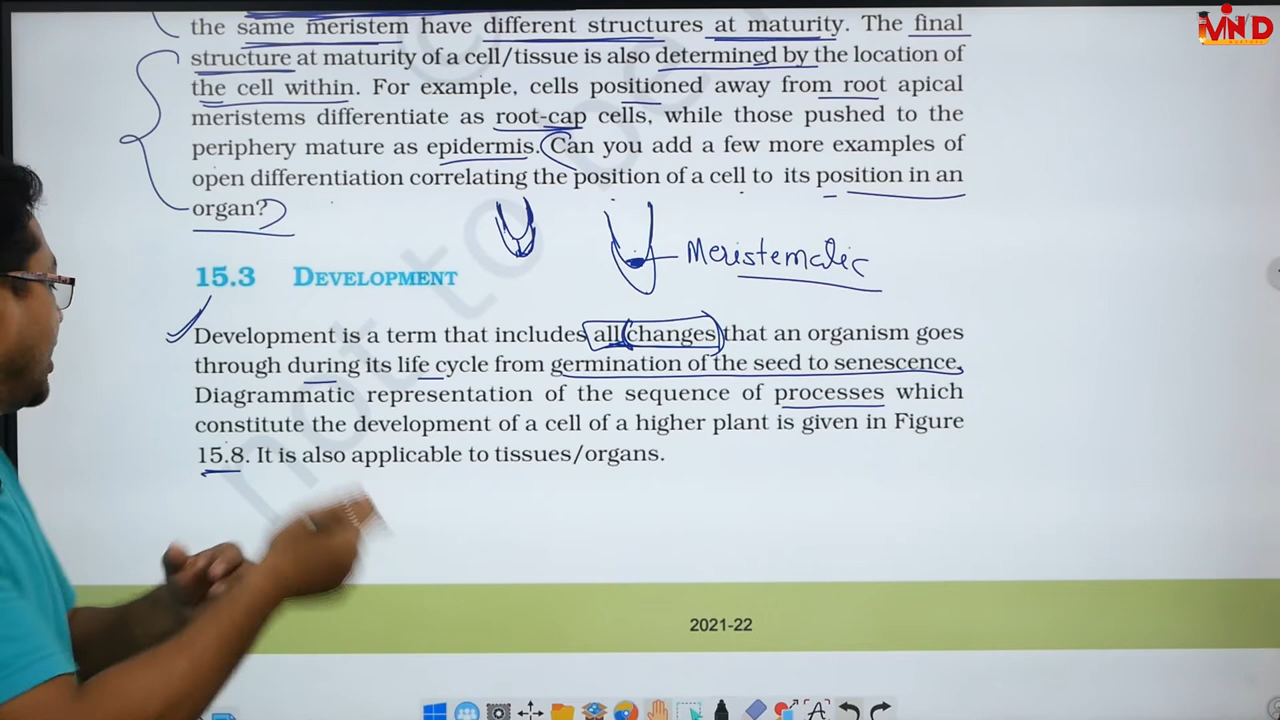 the same meristem have different structures at maturity. The final
structure at maturity of a cell/tissue is also determined by the location of
the cell within. For example, cells positioned away from root apical
meristems differentiate as root-cap cells, while those pushed to the
periphery mature as epidermis. Can you add a few more examples of
open differentiation correlating the position of a cell to its position in an
organ?
Meristematic
15.3 DEVELOPMENT
Development is a term that includes all changes that an organism goes
through during its life cycle from germination of the seed to senescence.
Diagrammatic representation of the sequence of processes which
constitute the development of a cell of a higher plant is given in Figure
15.8. It is also applicable to tissues/organs.
2021-22
MIND
not to be